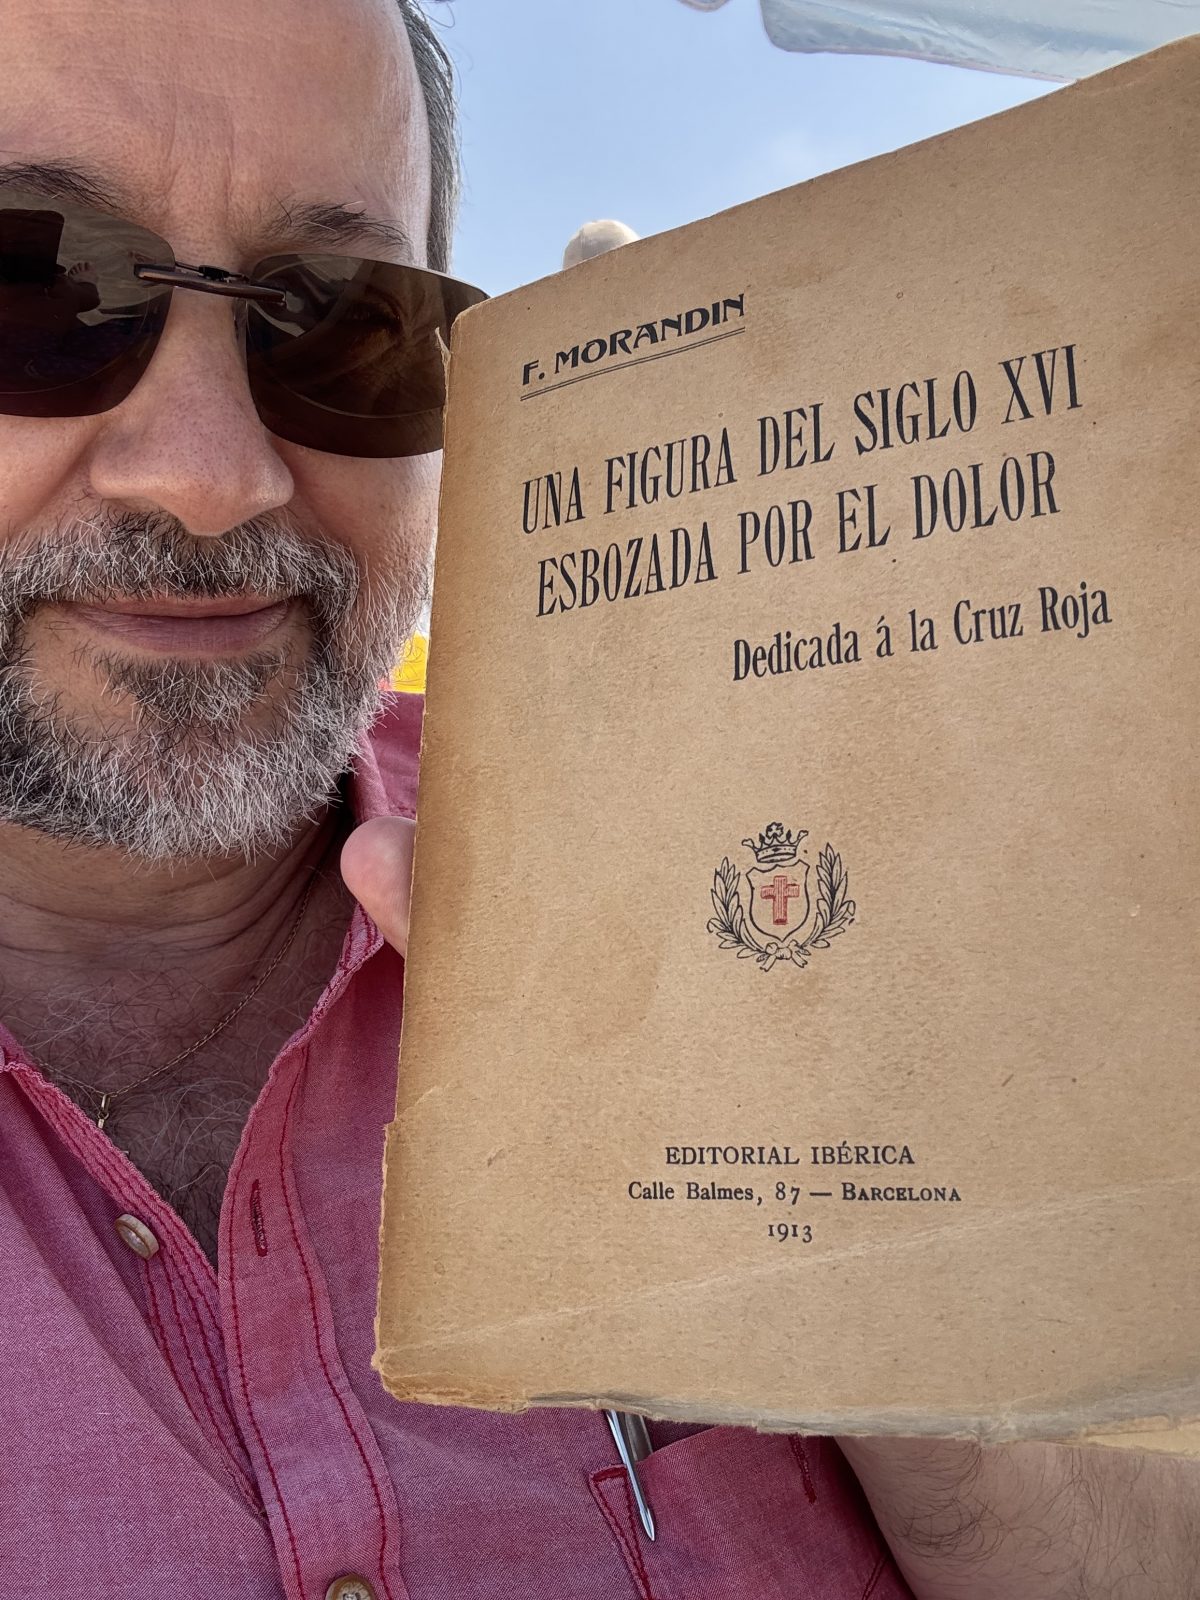 F. MORANDIN
UNA FIGURA DEL SIGLO XVI
ESBOZADA POR EL DOLOR
Dedicada á la Cruz Roja
EDITORIAL IBÉRICA
Calle Balmes, 87 — BARCELONA
1913